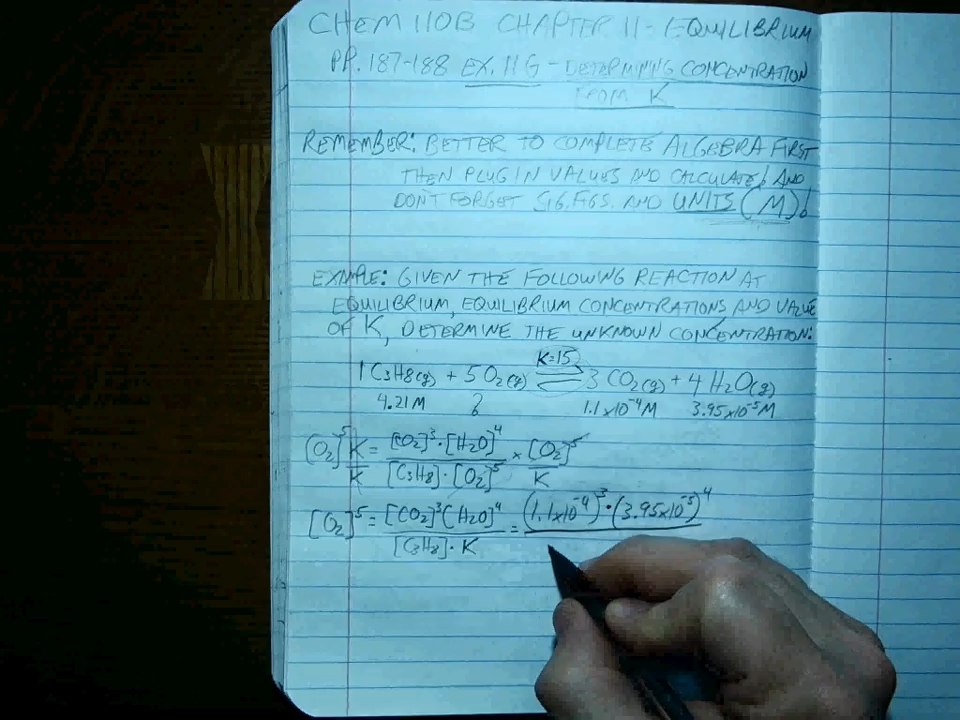 CHEM 110B CHAPTER 11 - EQUILIBRIUM
PP. 187-188 EX. 11G - DETERMINING CONCENTRATION
FROM K
REMEMBER: BETTER TO COMPLETE ALGEBRA FIRST
THEN PLUG IN VALUES AND CALCULATE! AND
DON'T FORGET SIG. FIGS. AND UNITS (M)!
EXAMPLE: GIVEN THE FOLLOWING REACTION AT
EQUILIBRIUM, EQUILIBRIUM CONCENTRATIONS AND VALUE
OF K, DETERMINE THE UNKNOWN CONCENTRATION:
K=15
1 C3H8(g) + 5 O2(g) ⇌ 3 CO2(g) + 4 H2O(g)
4.21 M ? 1.1x10^-4 M 3.95x10^-5 M
[O2]^5 K/K = [CO2]^3·[H2O]^4 / [C3H8]·[O2]^5 x [O2]^5 / K
[O2]^5 = [CO2]^3 [H2O]^4 / [C3H8]·K = (1.1x10^-4)^3·(3.95x10^-5)^4